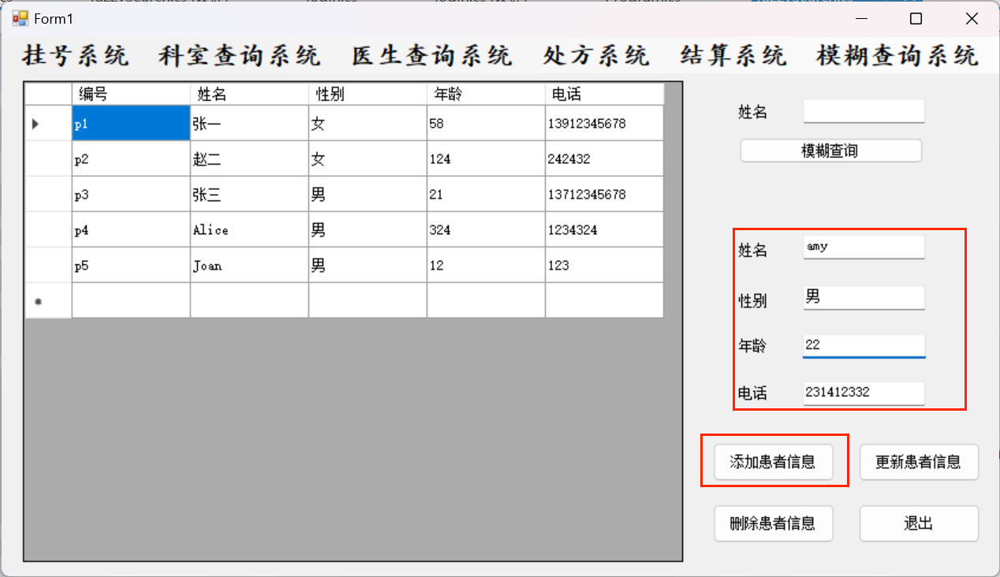 Form1
挂号系统 科室查询系统 医生查询系统 处方系统 结算系统 模糊查询系统
编号 姓名 性别 年龄 电话
p1 张一 女 58 13912345678
p2 赵二 女 124 242432
p3 张三 男 21 13712345678
p4 Alice 男 324 1234324
p5 Joan 男 12 123
姓名
模糊查询
姓名 amy
性别 男
年龄 22
电话 231412332
添加患者信息 更新患者信息
删除患者信息 退出